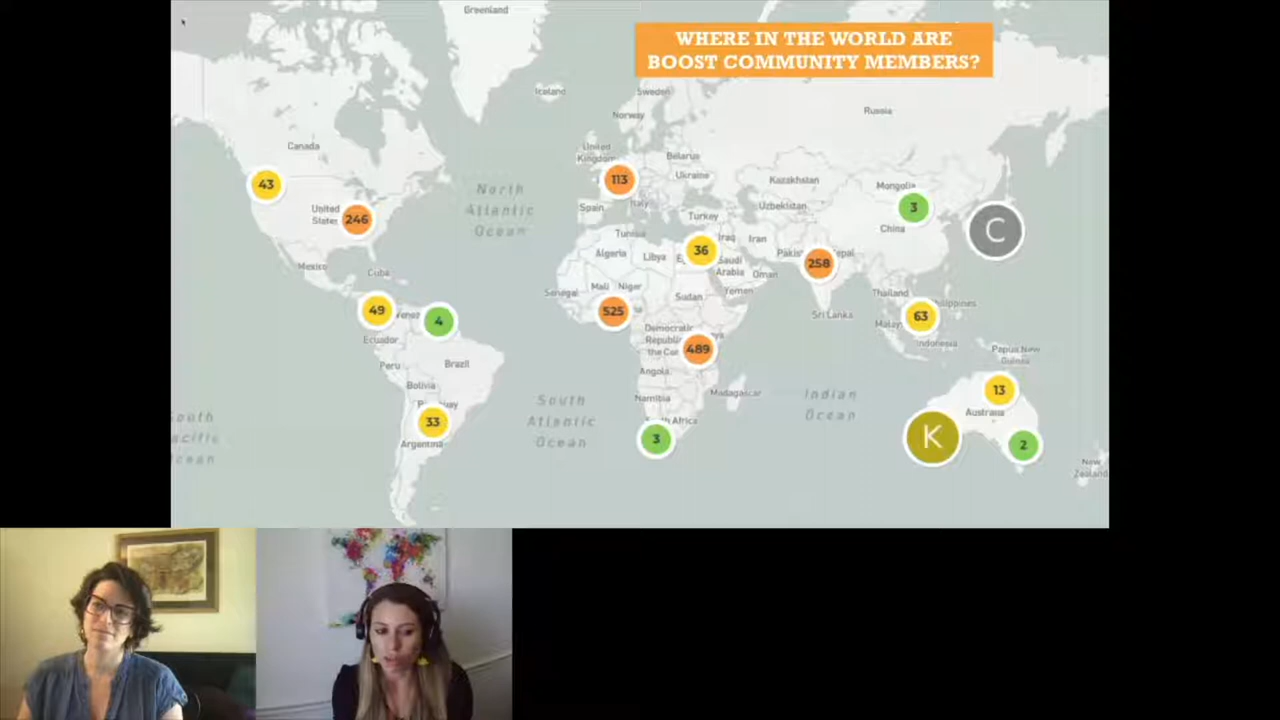 Greenland
WHERE IN THE WORLD ARE
BOOST COMMUNITY MEMBERS?
Iceland
Sweden
Russia
Norway
Canada
United
Kingdom
Belarus
Ukraine
Kazakhstan
Mongolia
43
113
3
North
Atlantic
Ocean
Spain
Italy
Uzbekistan
United
States
246
Turkey
China
C
Tunisia
Algeria
Libya
36
Iraq
Iran
258
Mexico
Cuba
Saudi
Arabia
Oman
Yemen
Senegal
Mali
Niger
Sudan
Thailand
Philippines
49
4
525
Sri Lanka
63
Ecuador
Democratic
489
Indonesia
Papua New
Guinea
Peru
Brazil
Angola
Bolivia
Namibia
Madagascar
Indian
Ocean
13
South
Atlantic
Ocean
Australia
33
Argentina
3
K
2
New
Zealand